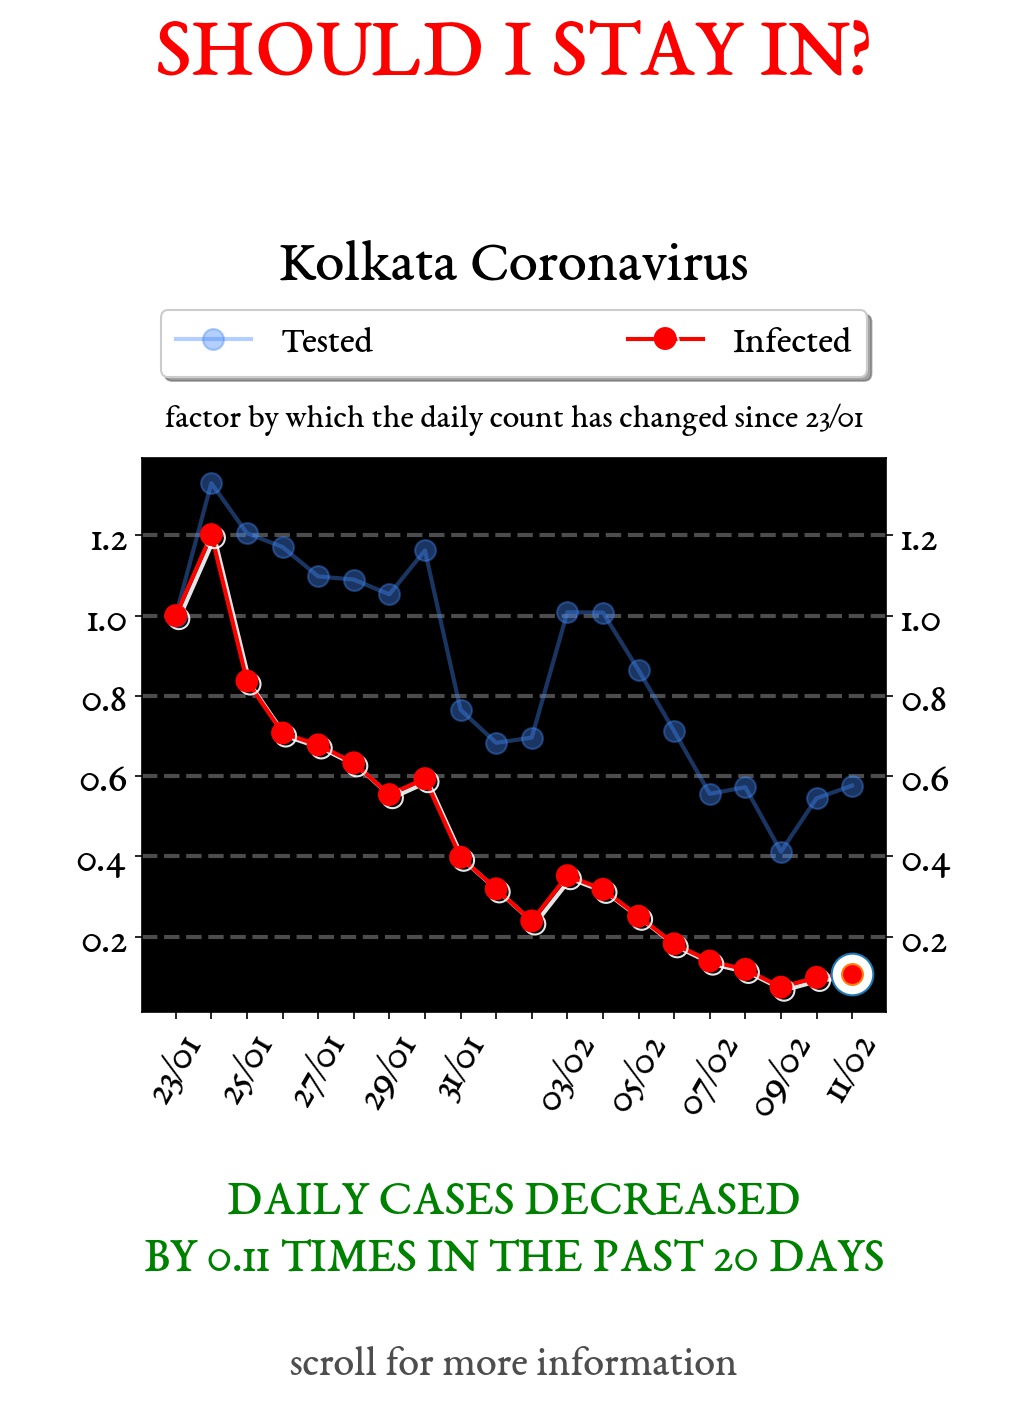 SHOULD I STAY IN?
Kolkata Coronavirus
Tested Infected
factor by which the daily count has changed since 23/01
1.2 1.2
1.0 1.0
0.8 0.8
0.6 0.6
0.4 0.4
0.2 0.2
23/01 25/01 27/01 29/01 31/01 03/02 05/02 07/02 09/02 11/02
DAILY CASES DECREASED
BY 0.11 TIMES IN THE PAST 20 DAYS
scroll for more information